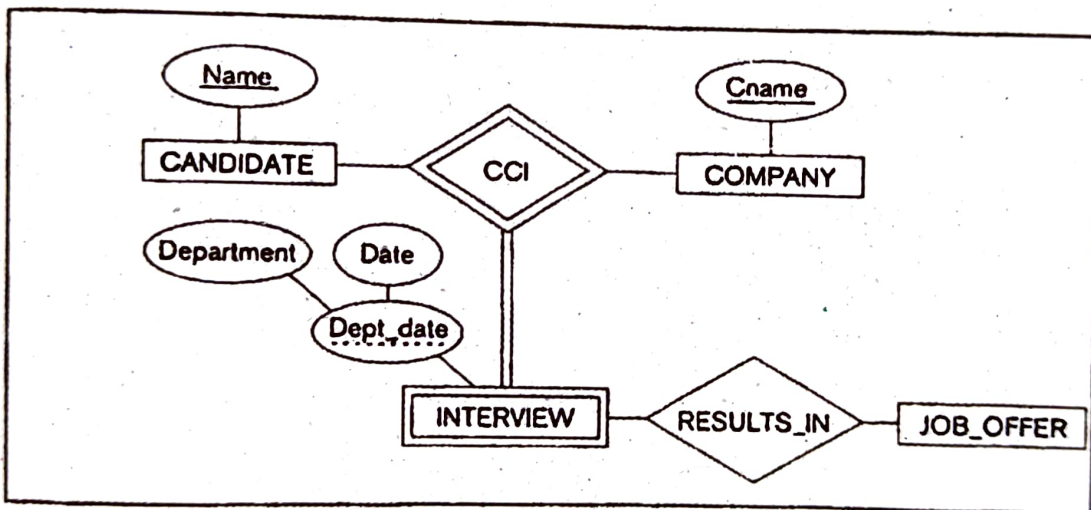 Name
Cname
CANDIDATE
CCI
COMPANY
Department
Date
Dept_date
INTERVIEW
RESULTS_IN
JOB_OFFER